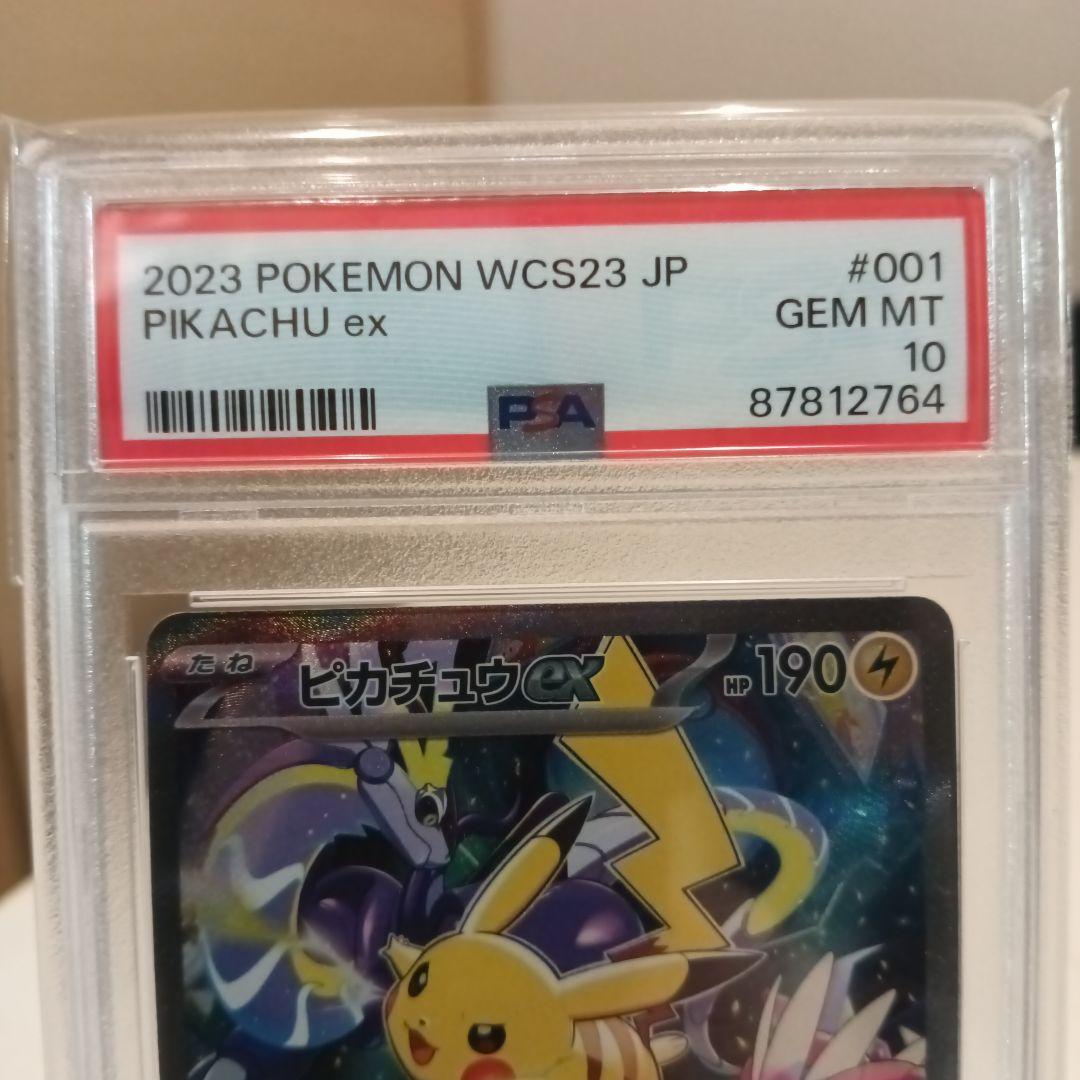 2023 POKEMON WCS23 JP #001
PIKACHU ex GEM MT
10
PSA 87812764
たね ピカチュウex HP 190